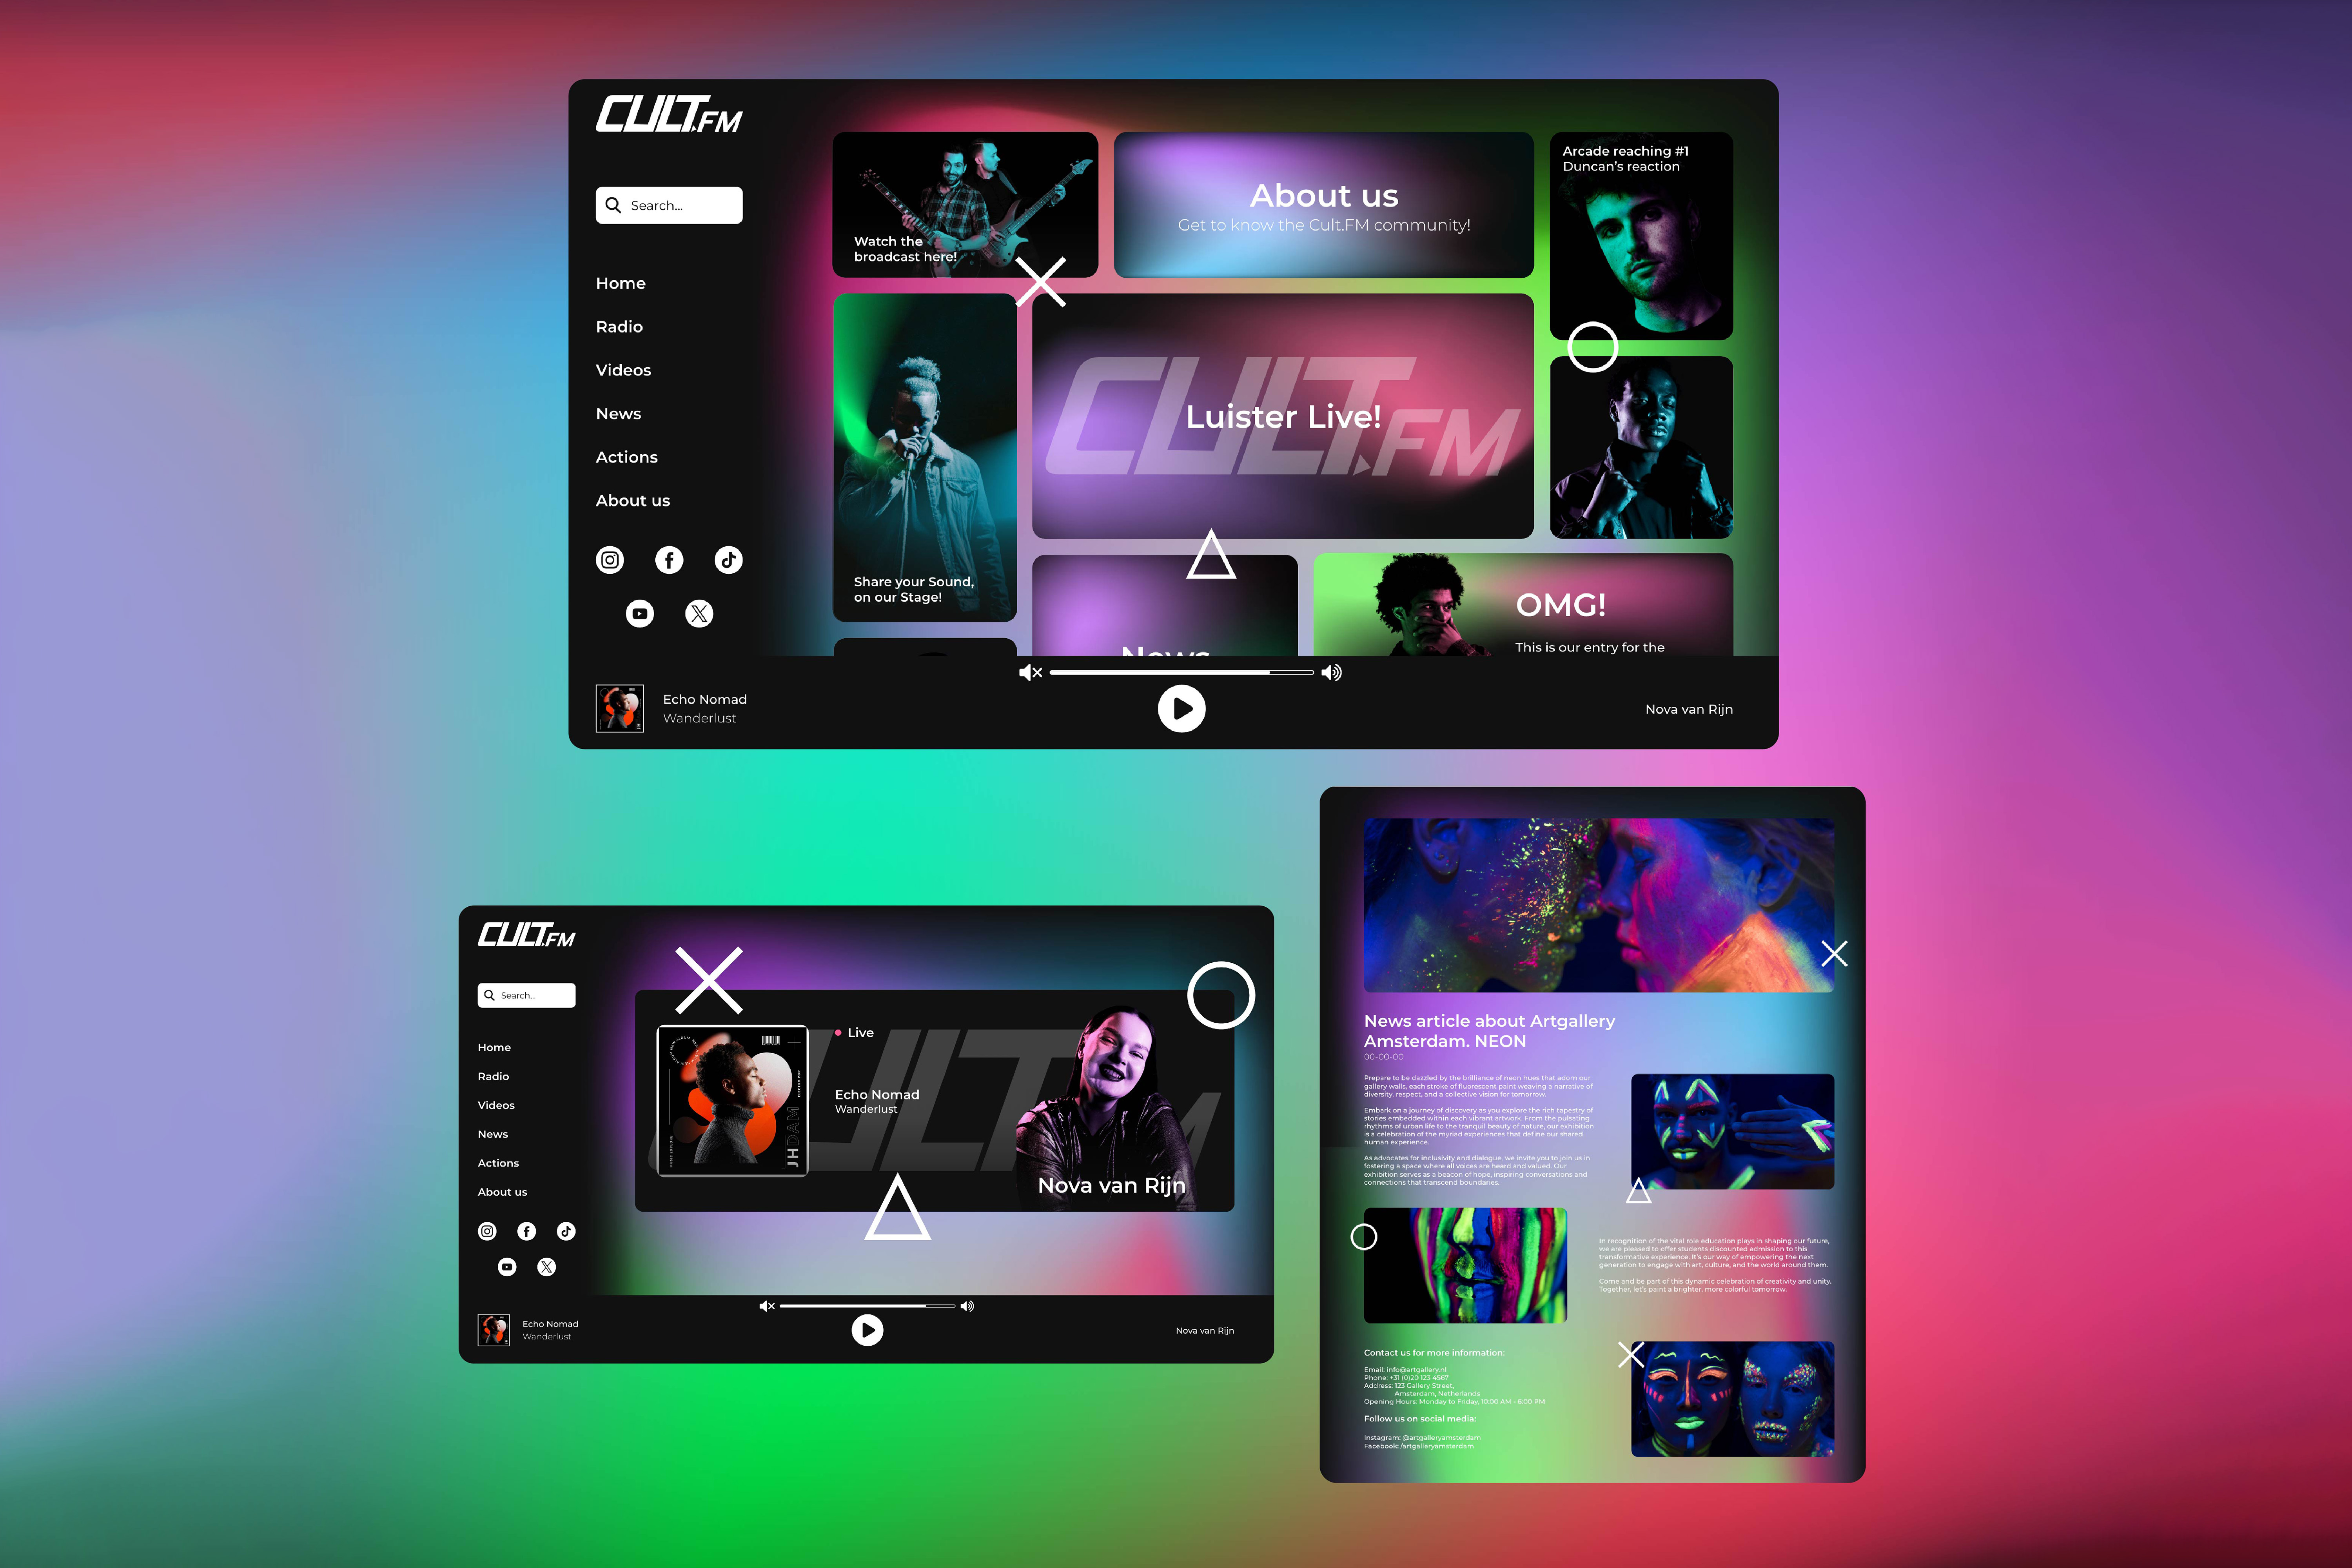 CULT.FM
Search...
Home
Radio
Videos
News
Actions
About us
Watch the
broadcast here!
About us
Get to know the Cult.FM community!
Arcade reaching #1
Duncan's reaction
CULT.FM
Luister Live!
Share your Sound,
on our Stage!
News
OMG!
This is our entry for the
Echo Nomad
Wanderlust
Nova van Rijn
CULT.FM
Search...
Home
Radio
Videos
News
Actions
About us
Live
Echo Nomad
Wanderlust
JHDAM
Nova van Rijn
Echo Nomad
Wanderlust
Nova van Rijn
News article about Artgallery
Amsterdam. NEON
00-00-00
Prepare to be dazzled by the brilliance of neon hues that adorn our
gallery walls, each stroke of fluorescent paint weaving a narrative of
diversity, respect, and a collective vision for tomorrow.
Embark on a journey of discovery as you explore the rich tapestry of
stories embedded within each vibrant artwork. From the pulsating
rhythms of urban life to the tranquil beauty of nature, our exhibition
is a celebration of the myriad experiences that define our shared
human experience.
As advocates for inclusivity and dialogue, we invite you to join us in
fostering a space where all voices are heard and valued. Our
exhibition serves as a beacon of hope, inspiring conversations and
connections that transcend boundaries.
In recognition of the vital role education plays in shaping our future,
we are pleased to offer students discounted admission to this
transformative experience. It's our way of empowering the next
generation to engage with art, culture, and the world around them.
Come and be part of this dynamic celebration of creativity and unity.
Together, let's paint a brighter, more colorful tomorrow.
Contact us for more information:
Email: info@artgallery.nl
Phone: +31 (0)20 123 4567
Address: 123 Gallery Street,
Amsterdam, Netherlands
Opening Hours: Monday to Friday, 10:00 AM - 6:00 PM
Follow us on social media:
Instagram: @artgalleryamsterdam
Facebook: /artgalleryamsterdam